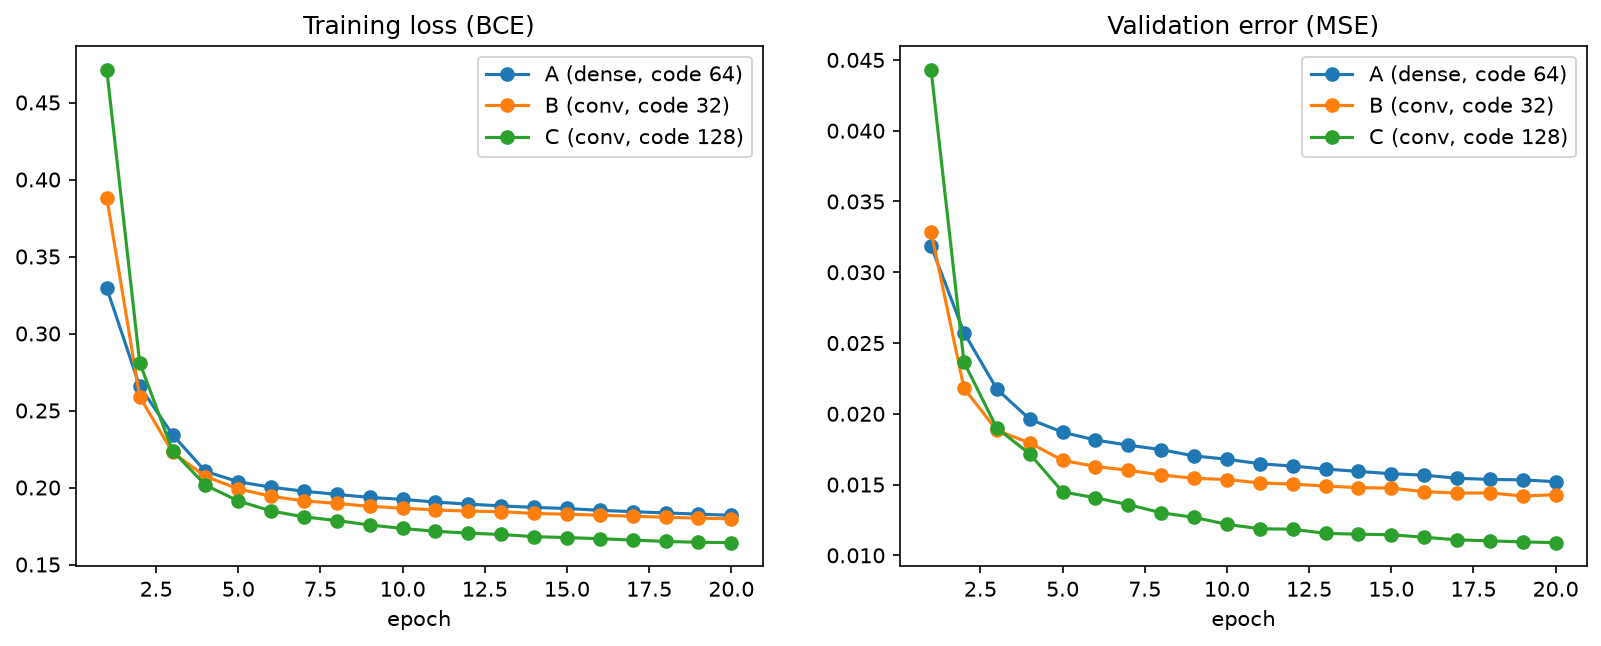 Training loss (BCE)
A (dense, code 64)
B (conv, code 32)
C (conv, code 128)
0.45
0.40
0.35
0.30
0.25
0.20
0.15
2.5 5.0 7.5 10.0 12.5 15.0 17.5 20.0
epoch
Validation error (MSE)
A (dense, code 64)
B (conv, code 32)
C (conv, code 128)
0.045
0.040
0.035
0.030
0.025
0.020
0.015
0.010
2.5 5.0 7.5 10.0 12.5 15.0 17.5 20.0
epoch